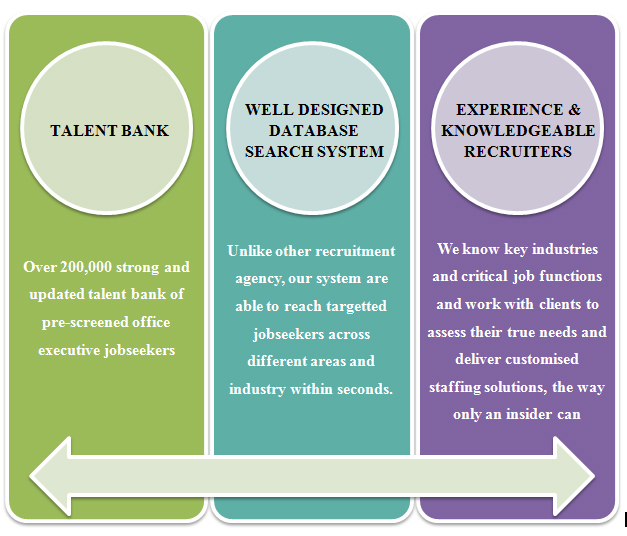 TALENT BANK
Over 200,000 strong and
updated talent bank of
pre-screened office
executive jobseekers
WELL DESIGNED
DATABASE
SEARCH SYSTEM
Unlike other recruitment
agency, our system are
able to reach targetted
jobseekers across
different areas and
industry within seconds.
EXPERIENCE &
KNOWLEDGEABLE
RECRUITERS
We know key industries
and critical job functions
and work with clients to
assess their true needs and
deliver customised
staffing solutions, the way
only an insider can